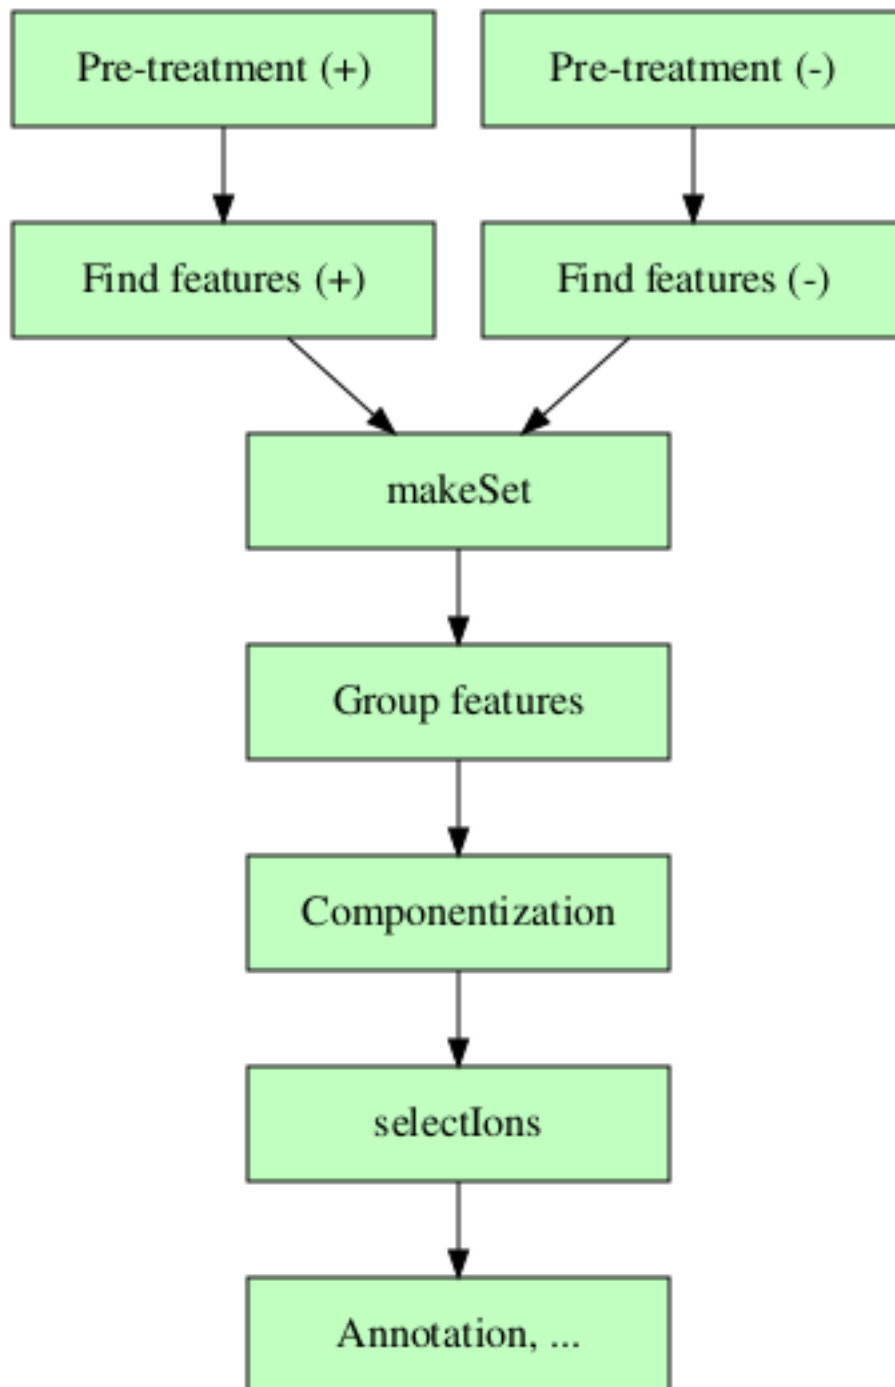 Pre-treatment (+)
Pre-treatment (-)
Find features (+)
Find features (-)
makeSet
Group features
Componentization
selectIons
Annotation, ...